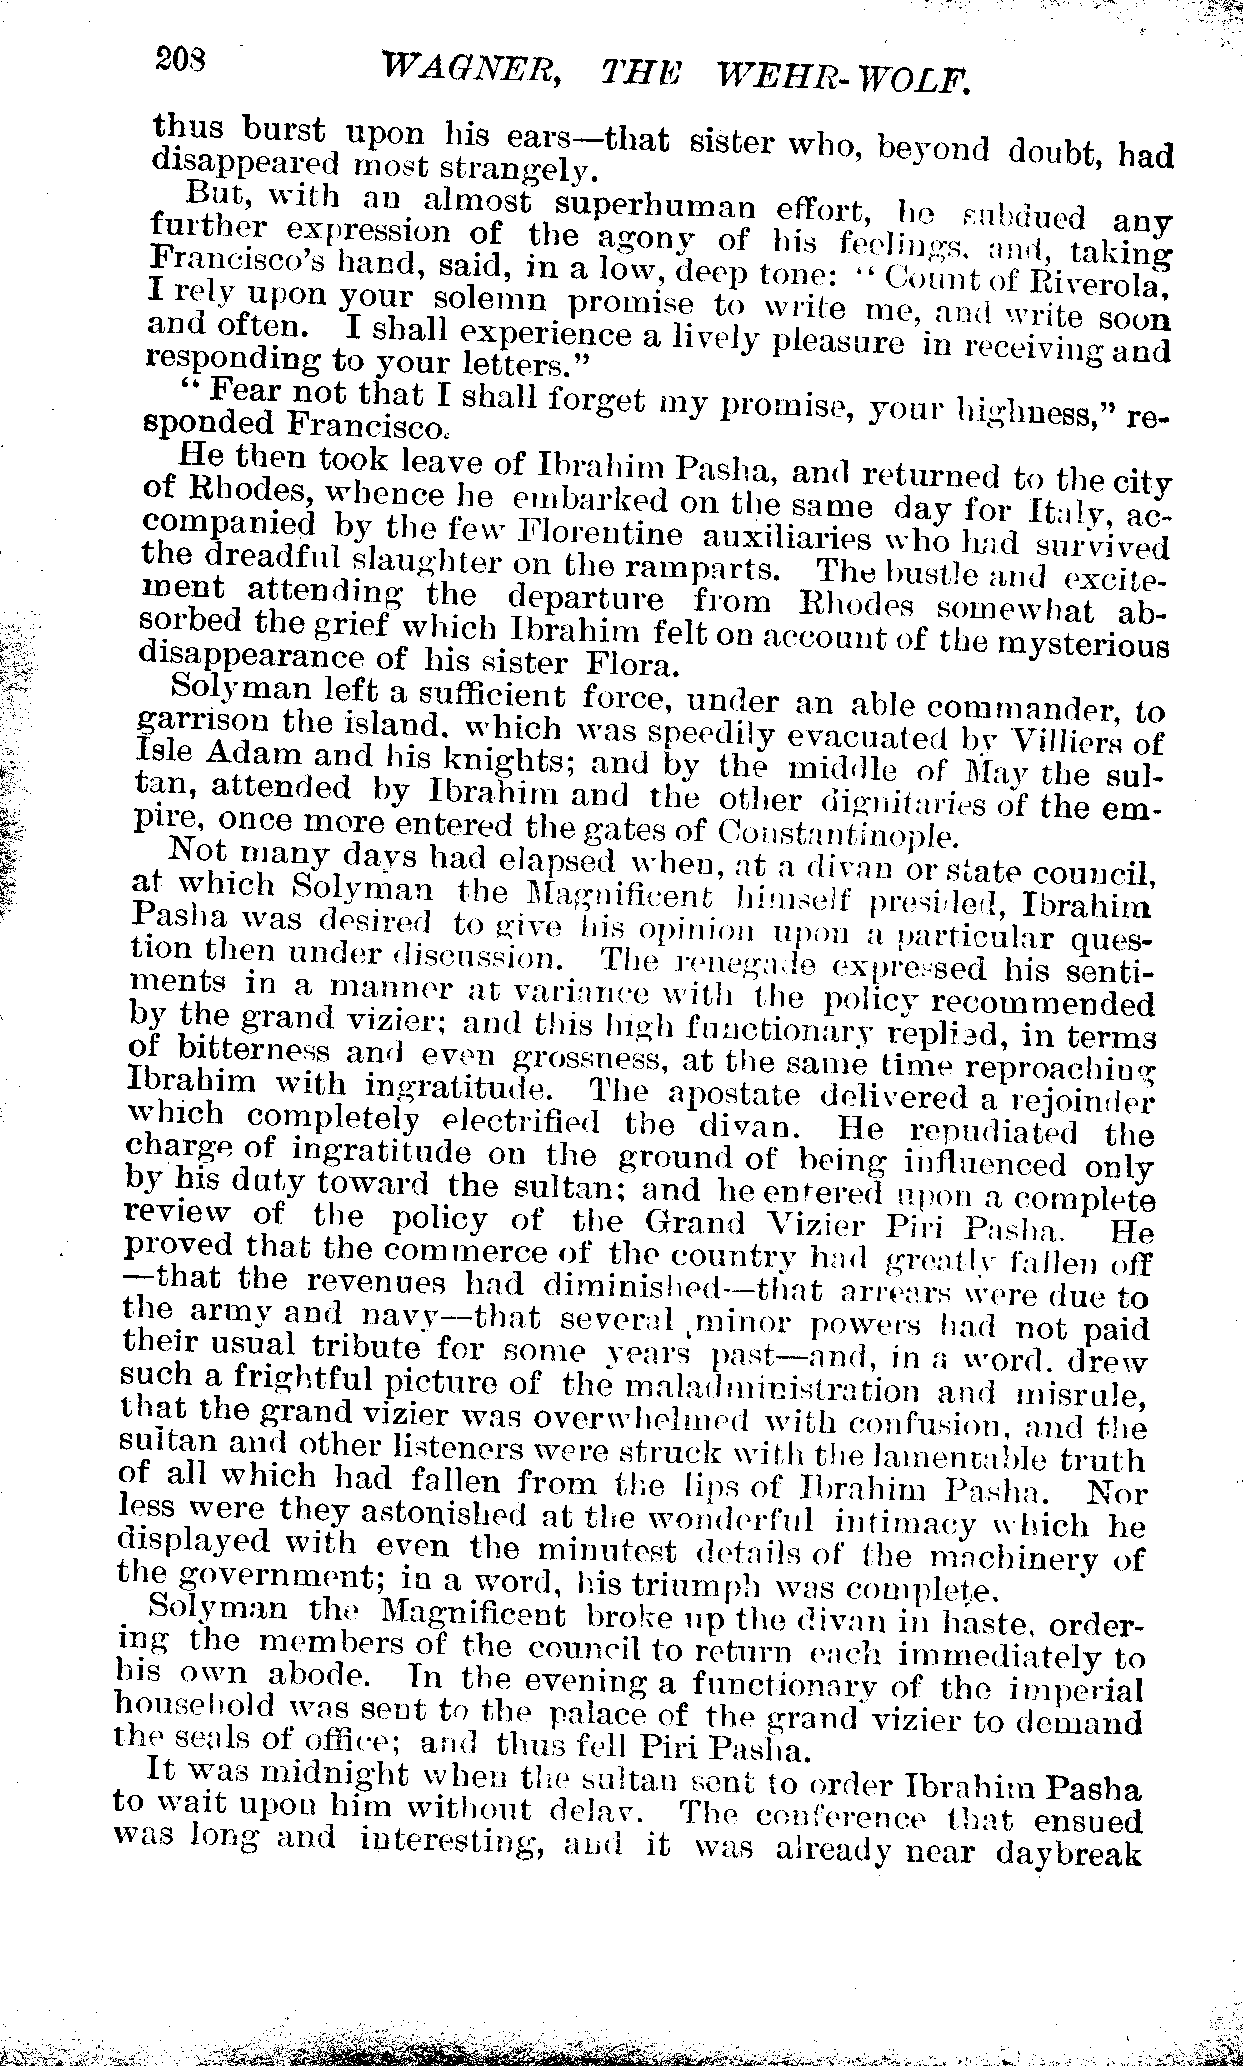 208 WAGNER, THE WEHR-WOLF.
thus burst upon his ears—that sister who, beyond doubt, had
disappeared most strangely.
But, with an almost superhuman effort, he subdued any
further expression of the agony of his feelings, and, taking
Francisco's hand, said, in a low, deep tone: “Count of Riverola,
I rely upon your solemn promise to write me, and write soon
and often. I shall experience a lively pleasure in receiving and
responding to your letters.”
“Fear not that I shall forget my promise, your highness,” re-
sponded Francisco.
He then took leave of Ibrahim Pasha, and returned to the city
of Rhodes, whence he embarked on the same day for Italy, ac-
companied by the few Florentine auxiliaries who had survived
the dreadful slaughter on the ramparts. The bustle and excite-
ment attending the departure from Rhodes somewhat ab-
sorbed the grief which Ibrahim felt on account of the mysterious
disappearance of his sister Flora.
Solyman left a sufficient force, under an able commander, to
garrison the island, which was speedily evacuated by Villiers of
Isle Adam and his knights; and by the middle of May the sul-
tan, attended by Ibrahim and the other dignitaries of the em-
pire, once more entered the gates of Constantinople.
Not many days had elapsed when, at a divan or state council,
at which Solyman the Magnificent himself presided, Ibrahim
Pasha was desired to give his opinion upon a particular ques-
tion then under discussion. The renegade expressed his senti-
ments in a manner at variance with the policy recommended
by the grand vizier; and this high functionary replied, in terms
of bitterness and even grossness, at the same time reproaching
Ibrahim with ingratitude. The apostate delivered a rejoinder
which completely electrified the divan. He repudiated the
charge of ingratitude on the ground of being influenced only
by his duty toward the sultan; and he entered upon a complete
review of the policy of the Grand Vizier Piri Pasha. He
proved that the commerce of the country had greatly fallen off
—that the revenues had diminished—that arrears were due to
the army and navy—that several minor powers had not paid
their usual tribute for some years past—and, in a word, drew
such a frightful picture of the maladministration and misrule,
that the grand vizier was overwhelmed with confusion, and the
sultan and other listeners were struck with the lamentable truth
of all which had fallen from the lips of Ibrahim Pasha. Nor
less were they astonished at the wonderful intimacy which he
displayed with even the minutest details of the machinery of
the government; in a word, his triumph was complete.
Solyman the Magnificent broke up the divan in haste, order-
ing the members of the council to return each immediately to
his own abode. In the evening a functionary of the imperial
household was sent to the palace of the grand vizier to demand
the seals of office; and thus fell Piri Pasha.
It was midnight when the sultan sent to order Ibrahim Pasha
to wait upon him without delay. The conference that ensued
was long and interesting, and it was already near daybreak